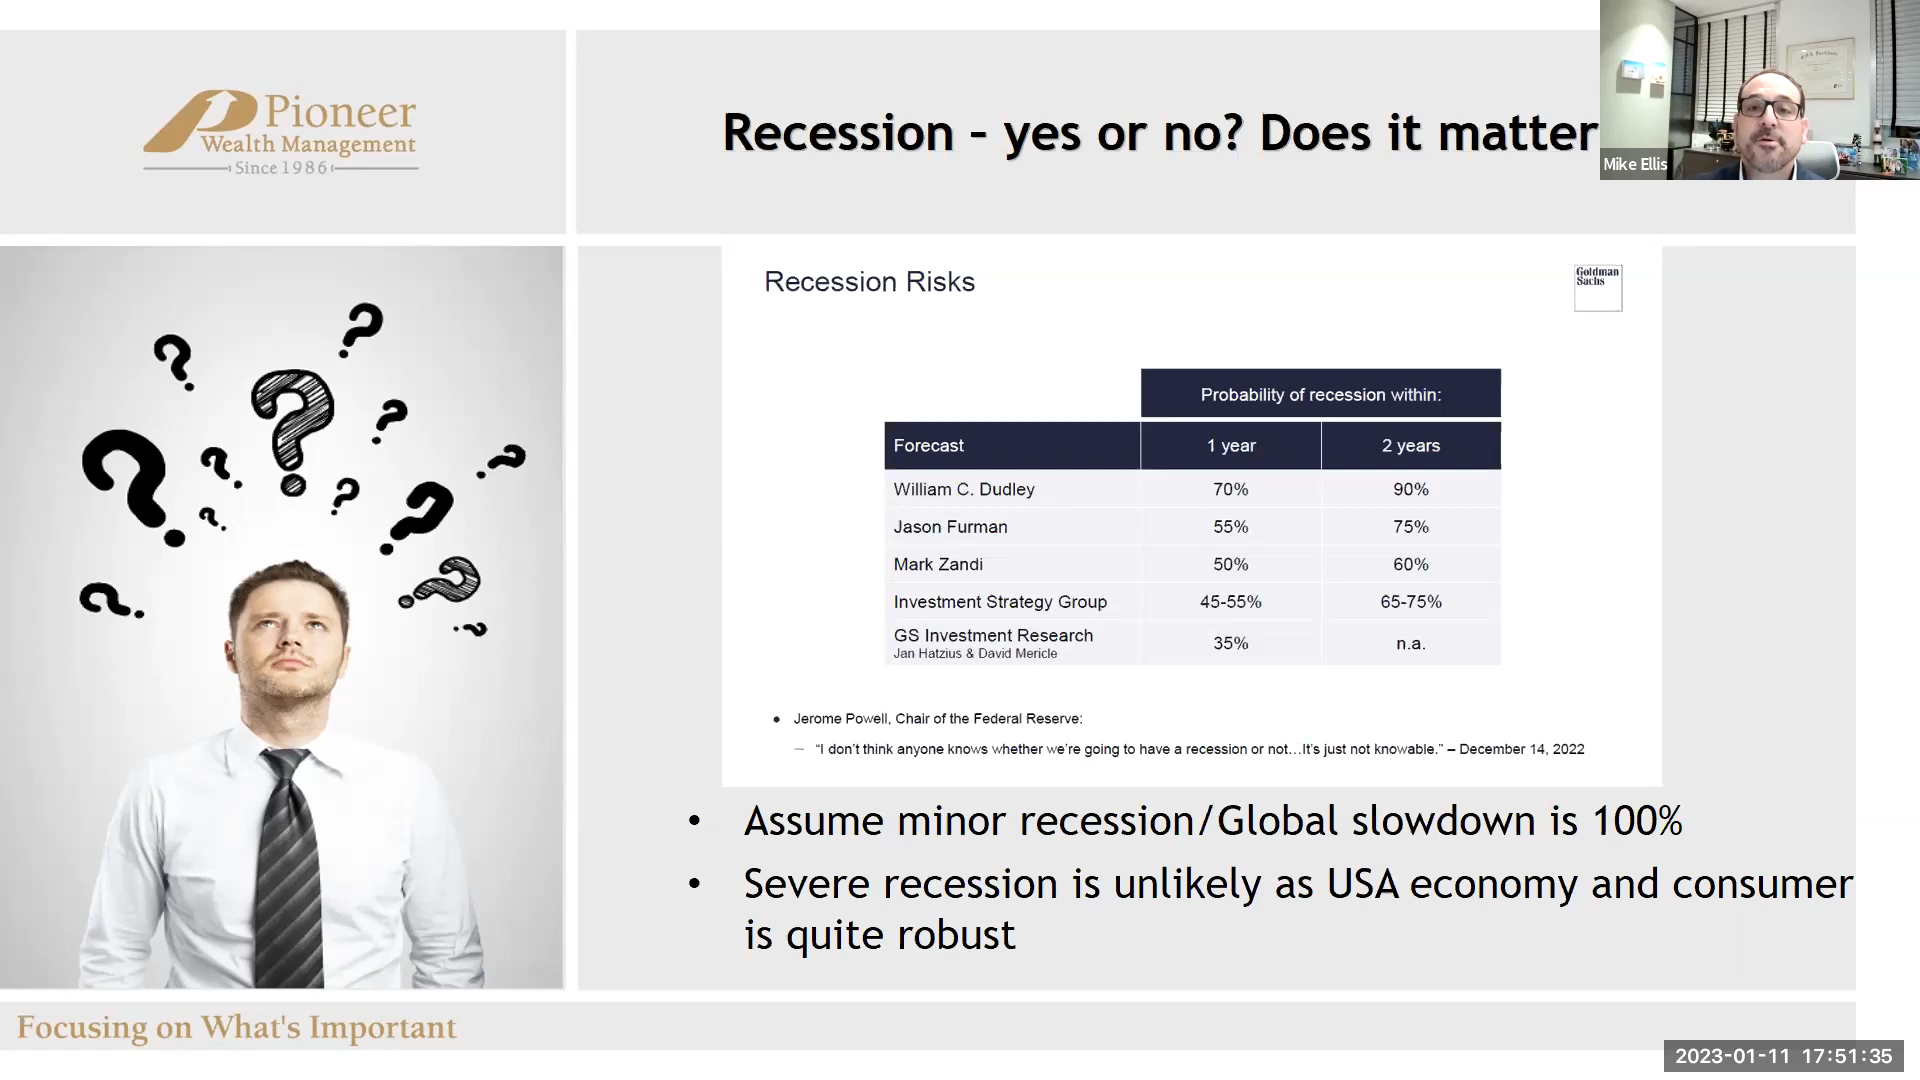 Pioneer
Wealth Management
Since 1986
Recession – yes or no? Does it matter
Mike Ellis
Recession Risks
Goldman
Sachs
Probability of recession within:
Forecast 1 year 2 years
William C. Dudley 70% 90%
Jason Furman 55% 75%
Mark Zandi 50% 60%
Investment Strategy Group 45-55% 65-75%
GS Investment Research
Jan Hatzius & David Mericle 35% n.a.
• Jerome Powell, Chair of the Federal Reserve:
– “I don’t think anyone knows whether we’re going to have a recession or not…It’s just not knowable.” – December 14, 2022
• Assume minor recession/Global slowdown is 100%
• Severe recession is unlikely as USA economy and consumer
is quite robust
Focusing on What's Important
2023-01-11 17:51:35